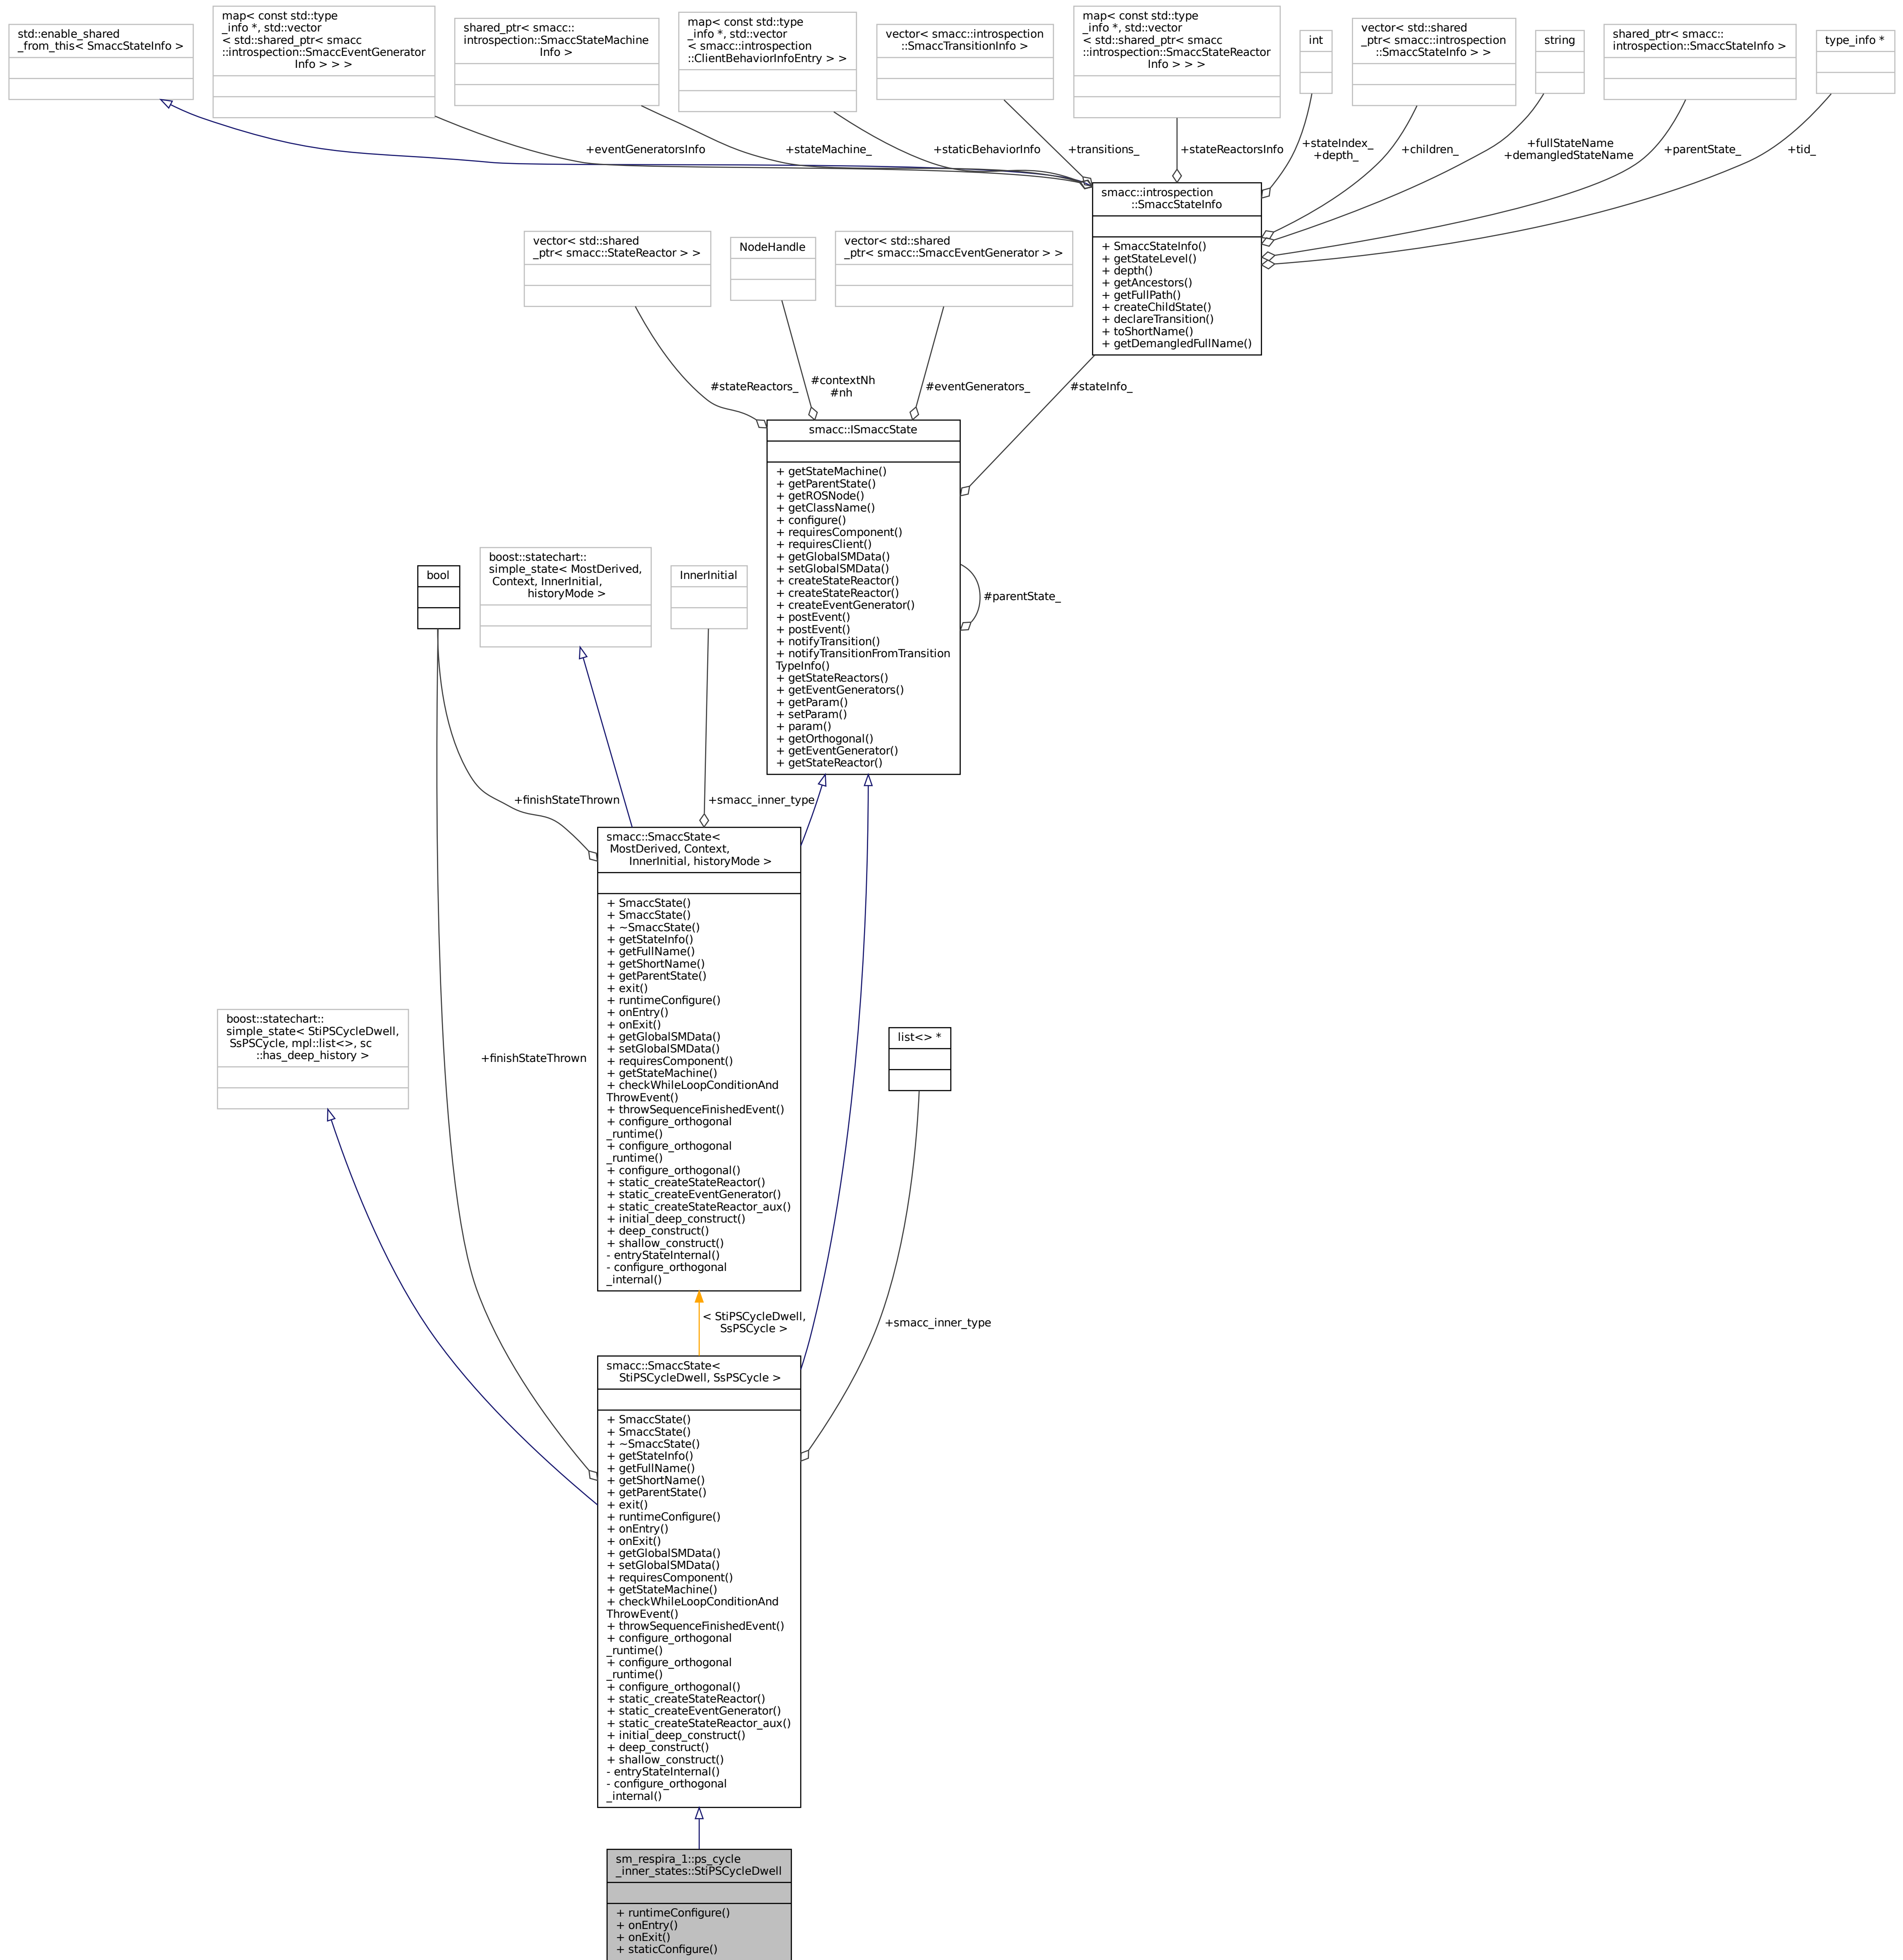 std::enable_shared
_from_this< SmaccStateInfo >
map< const std::type
_info *, std::vector
< std::shared_ptr< smacc
::introspection::SmaccEventGenerator
Info > > >
shared_ptr< smacc::
introspection::SmaccStateMachine
Info >
map< const std::type
_info *, std::vector
< smacc::introspection
::ClientBehaviorInfoEntry > >
vector< smacc::introspection
::SmaccTransitionInfo >
map< const std::type
_info *, std::vector
< std::shared_ptr< smacc
::introspection::SmaccStateReactor
Info > > >
int
vector< std::shared
_ptr< smacc::introspection
::SmaccStateInfo > >
string
shared_ptr< smacc::
introspection::SmaccStateInfo >
type_info *
+eventGeneratorsInfo
+stateMachine_
+staticBehaviorInfo
+transitions_
+stateReactorsInfo
+stateIndex_
+depth_
+children_
+fullStateName
+demangledStateName
+parentState_
+tid_
smacc::introspection
::SmaccStateInfo
+ SmaccStateInfo()
+ getStateLevel()
+ depth()
+ getAncestors()
+ getFullPath()
+ createChildState()
+ declareTransition()
+ toShortName()
+ getDemangledFullName()
vector< std::shared
_ptr< smacc::StateReactor > >
NodeHandle
vector< std::shared
_ptr< smacc::SmaccEventGenerator > >
#stateReactors_
#contextNh
#nh
#eventGenerators_
#stateInfo_
smacc::ISmaccState
+ getStateMachine()
+ getParentState()
+ getROSNode()
+ getClassName()
+ configure()
+ requiresComponent()
+ requiresClient()
+ getGlobalSMData()
+ setGlobalSMData()
+ createStateReactor()
+ createStateReactor()
+ createEventGenerator()
+ postEvent()
+ postEvent()
+ notifyTransition()
+ notifyTransitionFromTransition
TypeInfo()
+ getStateReactors()
+ getEventGenerators()
+ getParam()
+ setParam()
+ param()
+ getOrthogonal()
+ getEventGenerator()
+ getStateReactor()
#parentState_
bool
boost::statechart::
simple_state< MostDerived,
Context, InnerInitial,
historyMode >
InnerInitial
+finishStateThrown
+smacc_inner_type
smacc::SmaccState<
MostDerived, Context,
InnerInitial, historyMode >
+ SmaccState()
+ SmaccState()
+ ~SmaccState()
+ getStateInfo()
+ getFullName()
+ getShortName()
+ getParentState()
+ exit()
+ runtimeConfigure()
+ onEntry()
+ onExit()
+ getGlobalSMData()
+ setGlobalSMData()
+ requiresComponent()
+ getStateMachine()
+ checkWhileLoopConditionAnd
ThrowEvent()
+ throwSequenceFinishedEvent()
+ configure_orthogonal
_runtime()
+ configure_orthogonal
_runtime()
+ configure_orthogonal()
+ static_createStateReactor()
+ static_createEventGenerator()
+ static_createStateReactor_aux()
+ initial_deep_construct()
+ deep_construct()
+ shallow_construct()
- entryStateInternal()
- configure_orthogonal
_internal()
boost::statechart::
simple_state< StiPSCycleDwell,
SsPSCycle, mpl::list<>, sc
::has_deep_history >
+finishStateThrown
list<> *
< StiPSCycleDwell,
SsPSCycle >
+smacc_inner_type
smacc::SmaccState<
StiPSCycleDwell, SsPSCycle >
+ SmaccState()
+ SmaccState()
+ ~SmaccState()
+ getStateInfo()
+ getFullName()
+ getShortName()
+ getParentState()
+ exit()
+ runtimeConfigure()
+ onEntry()
+ onExit()
+ getGlobalSMData()
+ setGlobalSMData()
+ requiresComponent()
+ getStateMachine()
+ checkWhileLoopConditionAnd
ThrowEvent()
+ throwSequenceFinishedEvent()
+ configure_orthogonal
_runtime()
+ configure_orthogonal
_runtime()
+ configure_orthogonal()
+ static_createStateReactor()
+ static_createEventGenerator()
+ static_createStateReactor_aux()
+ initial_deep_construct()
+ deep_construct()
+ shallow_construct()
- entryStateInternal()
- configure_orthogonal
_internal()
sm_respira_1::ps_cycle
_inner_states::StiPSCycleDwell
+ runtimeConfigure()
+ onEntry()
+ onExit()
+ staticConfigure()